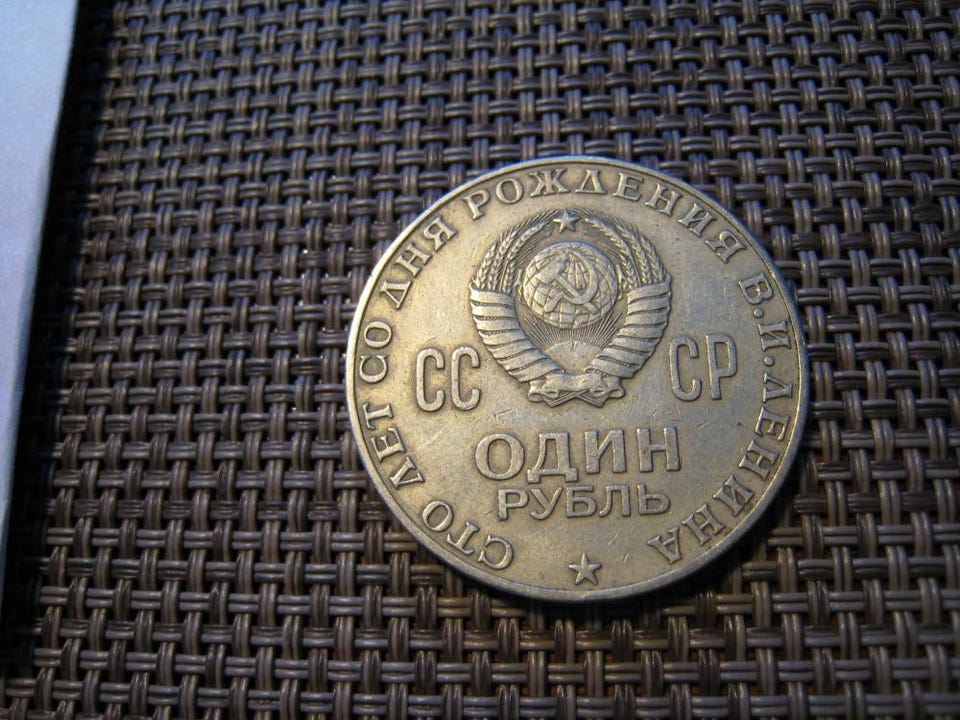 СТО ЛЕТ СО ДНЯ РОЖДЕНИЯ В.И.ЛЕНИНА
СС СР
ОДИН
РУБЛЬ